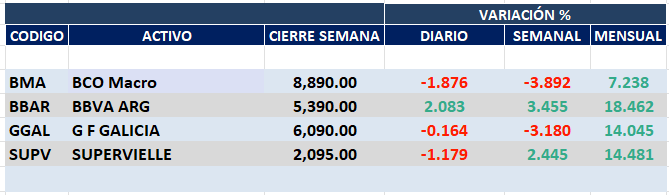 VARIACIÓN %
CODIGO ACTIVO CIERRE SEMANA DIARIO SEMANAL MENSUAL
BMA BCO Macro 8,890.00 -1.876 -3.892 7.238
BBAR BBVA ARG 5,390.00 2.083 3.455 18.462
GGAL G F GALICIA 6,090.00 -0.164 -3.180 14.045
SUPV SUPERVIELLE 2,095.00 -1.179 2.445 14.481